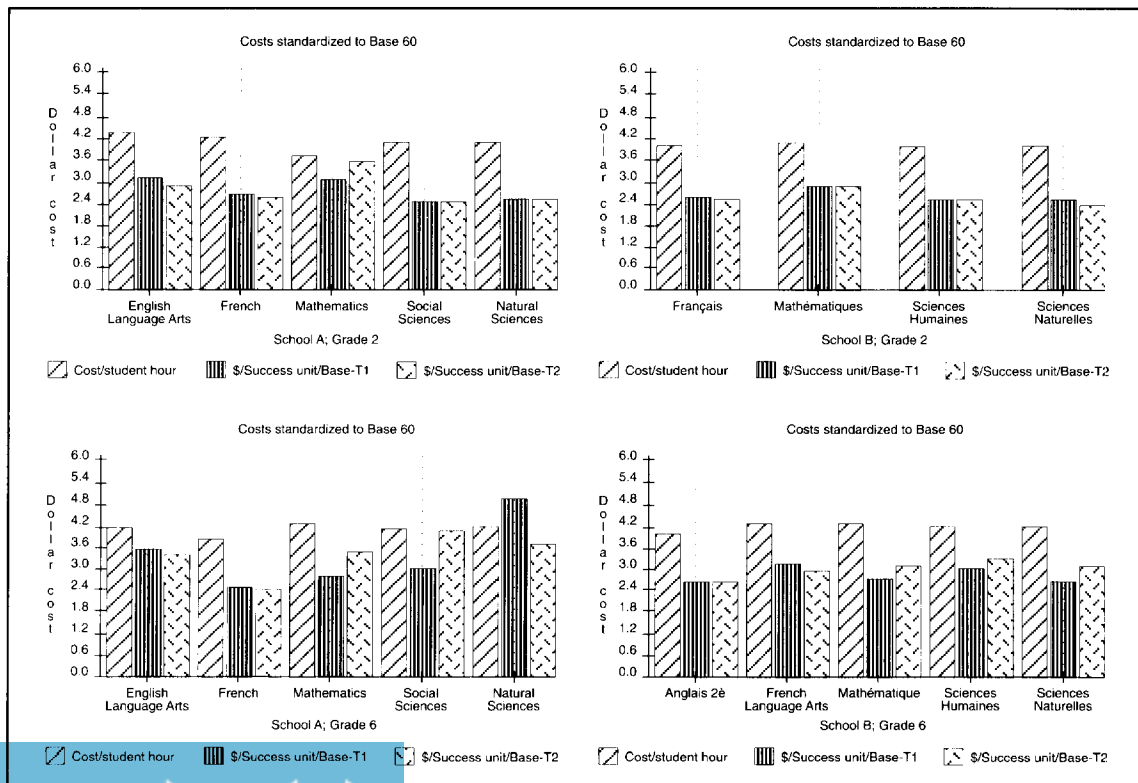 Costs standardized to Base 60
Dollar cost
6.0
5.4
4.8
4.2
3.6
3.0
2.4
1.8
1.2
0.6
0.0
English Language Arts
French
Mathematics
Social Sciences
Natural Sciences
School A; Grade 2
Cost/student hour
$/Success unit/Base-T1
$/Success unit/Base-T2
Costs standardized to Base 60
Dollar cost
6.0
5.4
4.8
4.2
3.6
3.0
2.4
1.8
1.2
0.6
0.0
Français
Mathématiques
Sciences Humaines
Sciences Naturelles
School B; Grade 2
Cost/student hour
$/Success unit/Base-T1
$/Success unit/Base-T2
Costs standardized to Base 60
Dollar cost
6.0
5.4
4.8
4.2
3.6
3.0
2.4
1.8
1.2
0.6
0.0
English Language Arts
French
Mathematics
Social Sciences
Natural Sciences
School A; Grade 6
Cost/student hour
$/Success unit/Base-T1
$/Success unit/Base-T2
Costs standardized to Base 60
Dollar cost
6.0
5.4
4.8
4.2
3.6
3.0
2.4
1.8
1.2
0.6
0.0
Anglais 2è
French Language Arts
Mathématique
Sciences Humaines
Sciences Naturelles
School B; Grade 6
Cost/student hour
$/Success unit/Base-T1
$/Success unit/Base-T2